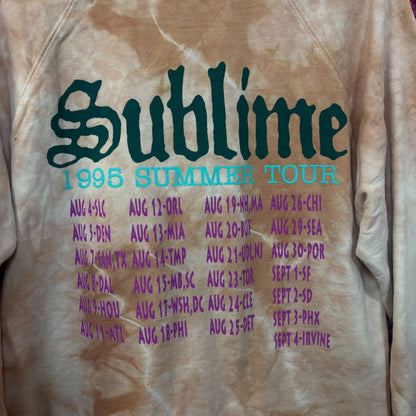 Sublime
1995 SUMMER TOUR
AUG 4-SLC
AUG 5-DEN
AUG 7-SAN,TX
AUG 8-DAL
AUG 9-HOU
AUG 11-ATL
AUG 12-ORL
AUG 13-MIA
AUG 14-TMP
AUG 15-MB,SC
AUG 17-WSH,DC
AUG 18-PHI
AUG 19-NH,MA
AUG 20-BUF
AUG 21-UDI,NI
AUG 23-TOR
AUG 24-CLE
AUG 25-DET
AUG 26-CHI
AUG 29-SEA
AUG 30-POR
SEPT 1-SF
SEPT 2-SD
SEPT 3-PHX
SEPT 4-IRVINE